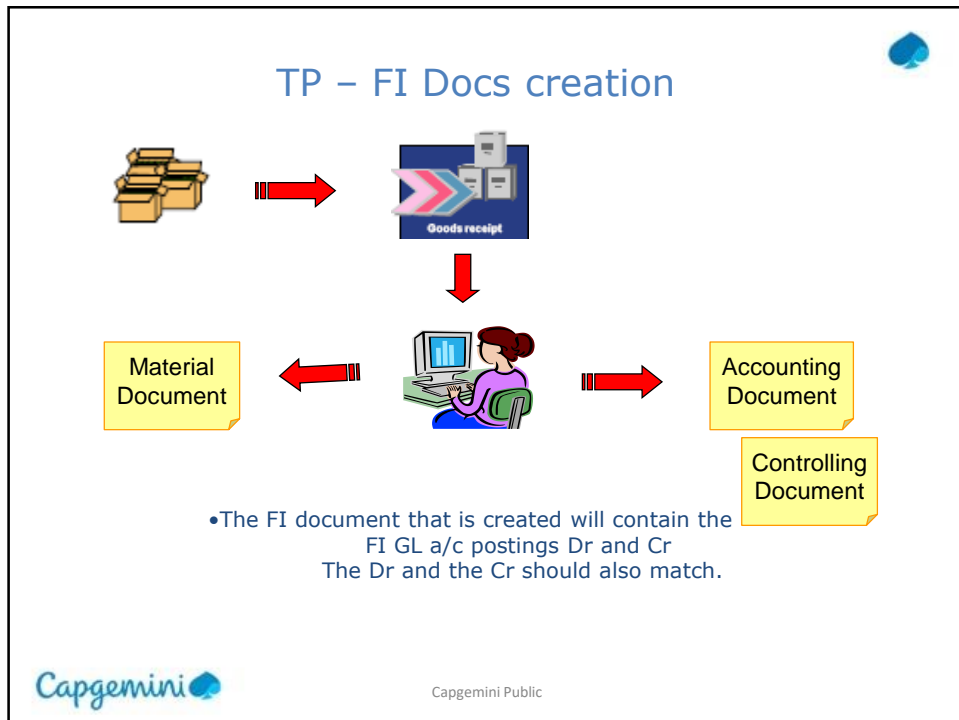 TP – FI Docs creation
Goods receipt
Material
Document
Accounting
Document
Controlling
Document
•The FI document that is created will contain the
FI GL a/c postings Dr and Cr
The Dr and the Cr should also match.
Capgemini
Capgemini Public